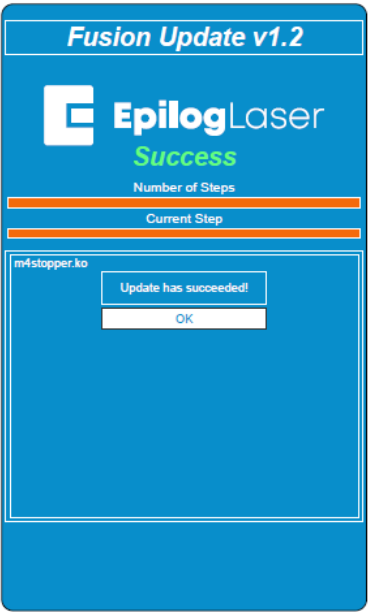 Fusion Update v1.2
EpilogLaser
Success
Number of Steps
Current Step
m4stopper.ko
Update has succeeded!
OK